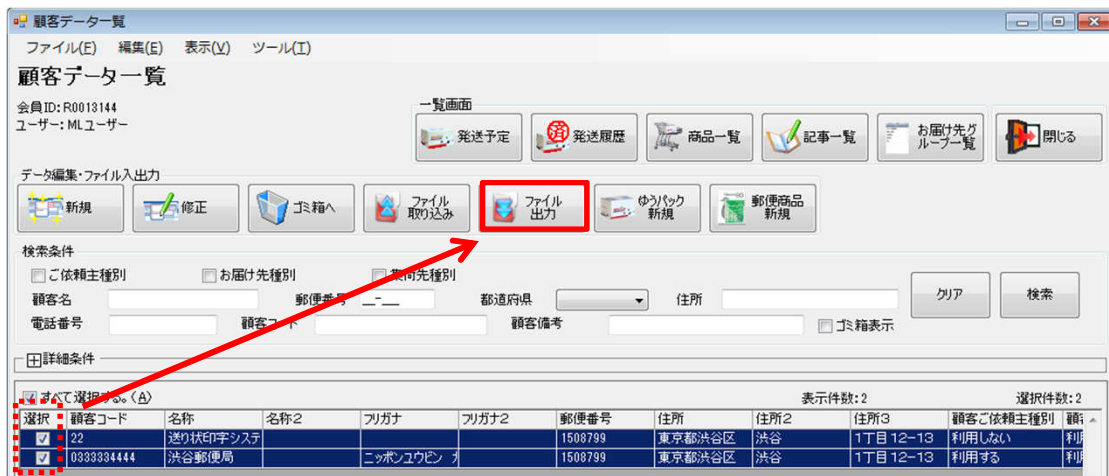 顧客データ一覧
ファイル(F) 編集(E) 表示(V) ツール(T)
顧客データ一覧
会員ID:R0013144
ユーザー:MLユーザー
一覧画面
発送予定
済 発送履歴
商品一覧
記事一覧
お届け先グループ一覧
閉じる
データ編集・ファイル入出力
新規
修正
ゴミ箱へ
ファイル取り込み
ファイル出力
ゆうパック新規
郵便商品新規
検索条件
ご依頼主種別 お届け先種別 集荷先種別
顧客名 郵便番号 __-__ 都道府県 住所
クリア 検索
電話番号 顧客コード 顧客備考 ゴミ箱表示
詳細条件
すべて選択する。(A) 表示件数:2 選択件数:2
選択 顧客コード 名称 名称2 フリガナ フリガナ2 郵便番号 住所 住所2 住所3 顧客ご依頼主種別
22 送り状印字システ 1508799 東京都渋谷区 渋谷 1丁目12-13 利用しない
0333334444 渋谷郵便局 ニッポンユウビン 1508799 東京都渋谷区 渋谷 1丁目12-13 利用する